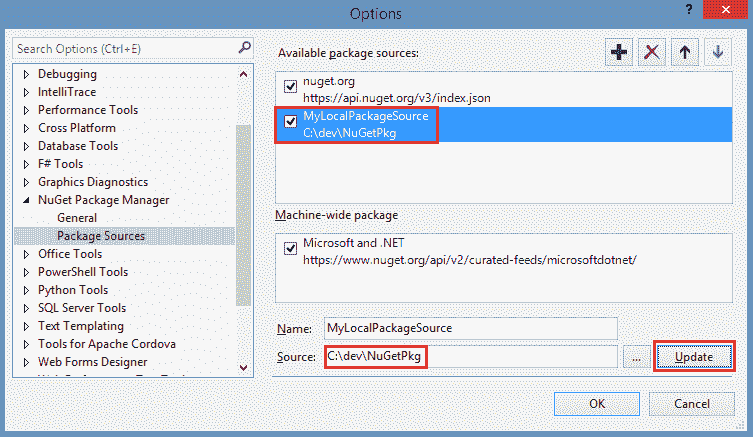 Options
?
Search Options (Ctrl+E)
Debugging
IntelliTrace
Performance Tools
Cross Platform
Database Tools
F# Tools
Graphics Diagnostics
NuGet Package Manager
General
Package Sources
Office Tools
PowerShell Tools
Python Tools
SQL Server Tools
Text Templating
Tools for Apache Cordova
Web Forms Designer
Available package sources:
nuget.org
https://api.nuget.org/v3/index.json
MyLocalPackageSource
C:\dev\NuGetPkg
Machine-wide package
Microsoft and .NET
https://www.nuget.org/api/v2/curated-feeds/microsoftdotnet/
Name: MyLocalPackageSource
Source: C:\dev\NuGetPkg ... Update
OK Cancel